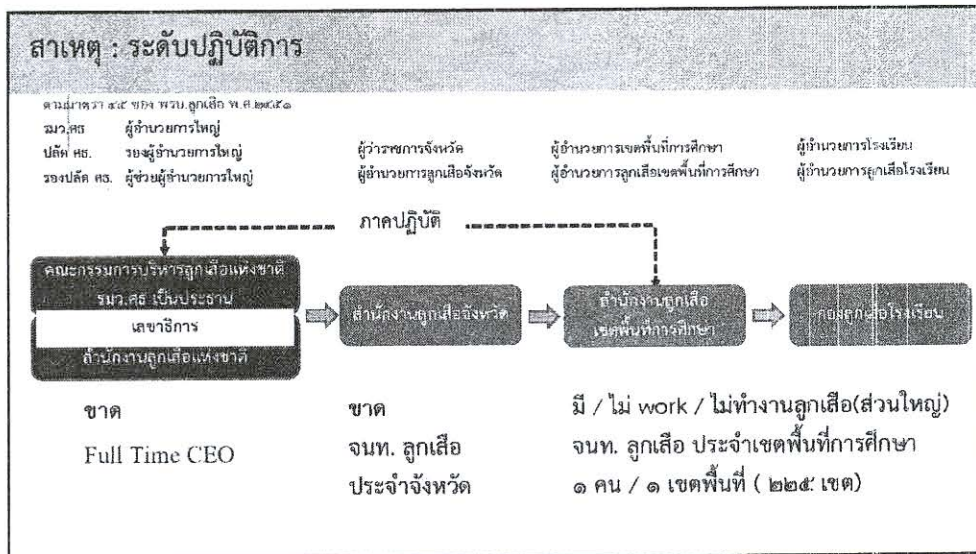 สาเหตุ : ระดับปฏิบัติการ
ตามมาตรา ๔๕ ของ พรบ.ลูกเสือ พ.ศ.๒๕๕๑
รมว.ศธ ผู้อำนวยการใหญ่
ปลัด ศธ. รองผู้อำนวยการใหญ่
รองปลัด ศธ. ผู้ช่วยผู้อำนวยการใหญ่
ผู้ว่าราชการจังหวัด
ผู้อำนวยการลูกเสือจังหวัด
ผู้อำนวยการเขตพื้นที่การศึกษา
ผู้อำนวยการลูกเสือเขตพื้นที่การศึกษา
ผู้อำนวยการโรงเรียน
ผู้อำนวยการลูกเสือโรงเรียน
ภาคปฏิบัติ
คณะกรรมการบริหารลูกเสือแห่งชาติ
รมว.ศธ เป็นประธาน
เลขาธิการ
สำนักงานลูกเสือแห่งชาติ
สำนักงานลูกเสือจังหวัด
สำนักงานลูกเสือ
เขตพื้นที่การศึกษา
กองลูกเสือโรงเรียน
ขาด
Full Time CEO
ขาด
จนท. ลูกเสือ
ประจำจังหวัด
มี / ไม่ work / ไม่ทำงานลูกเสือ(ส่วนใหญ่)
จนท. ลูกเสือ ประจำเขตพื้นที่การศึกษา
๑ คน / ๑ เขตพื้นที่ ( ๒๒๕ เขต)